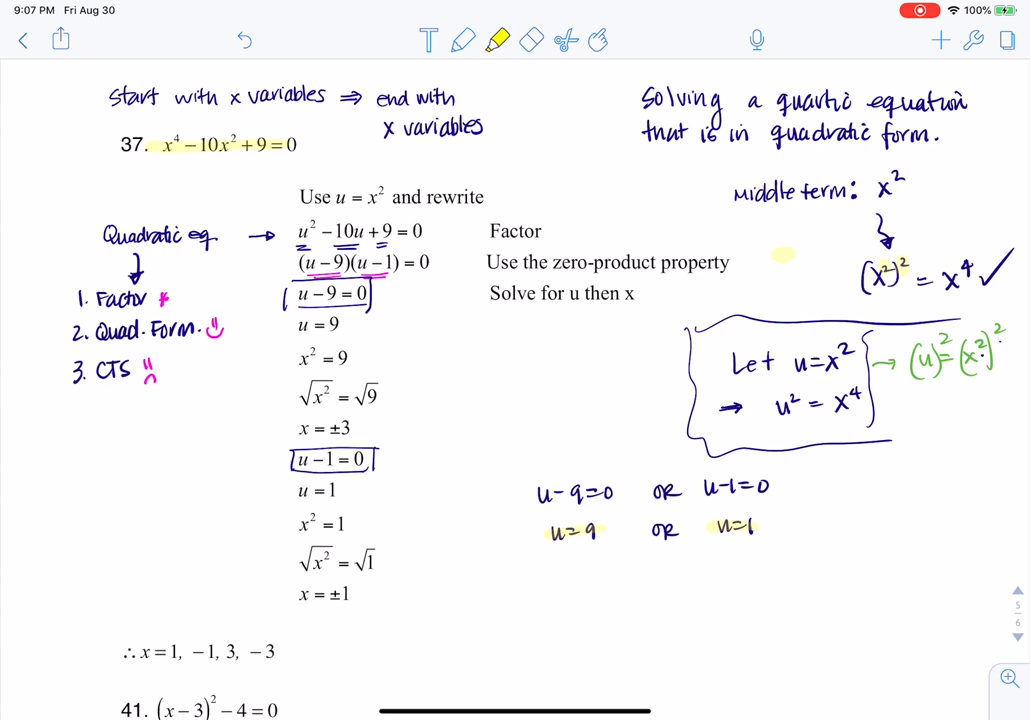 9:07 PM Fri Aug 30
100%
T
Start with x variables ⇒ end with
x variables
Solving a quartic equation
that is in quadratic form.
37. x⁴ − 10x² + 9 = 0
Middle term: x²
(x²)² = x⁴ ✓
Use u = x² and rewrite
Quadratic eq. → u² − 10u + 9 = 0 Factor
(u − 9)(u − 1) = 0 Use the zero-product property
1. Factor *
u − 9 = 0 Solve for u then x
2. Quad. Form.
u = 9
3. CTS
x² = 9
√x² = √9
x = ±3
Let u = x² → (u)² = (x²)²
⇒ u² = x⁴
u − 1 = 0
u = 1
x² = 1
√x² = √1
x = ±1
u − 9 = 0 OR u − 1 = 0
u = 9 OR u = 1
∴ x = 1, −1, 3, −3
5
6
41. (x − 3)² − 4 = 0